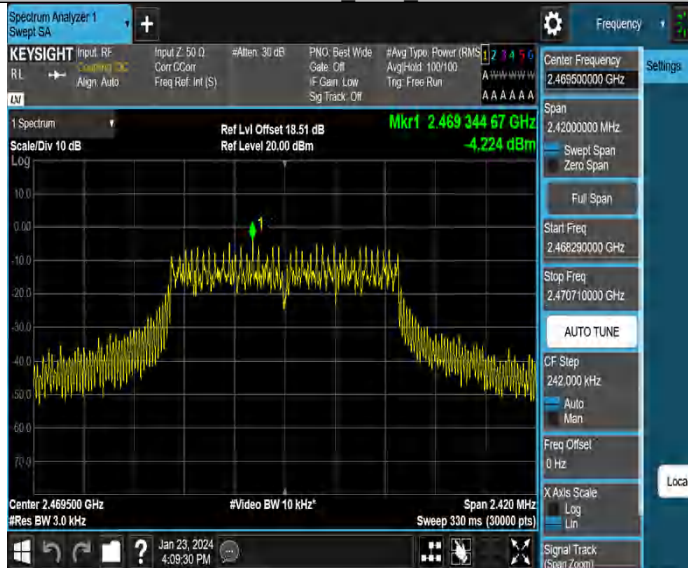 Spectrum Analyzer 1
Swept SA
Frequency
KEYSIGHT
RL
Input: RF
Coupling: DC
Align: Auto
Input Z: 50 Ω
Corr CCorr
Freq Ref: Int (S)
#Atten: 30 dB
PNO: Best Wide
Gate: Off
IF Gain: Low
Sig Track: Off
#Avg Type: Power (RMS
Avg|Hold: 100/100
Trig: Free Run
1 2 3 4 5 6
A W W W W W
A A A A A A
LM
1 Spectrum
Scale/Div 10 dB
Log
Ref Lvl Offset 18.51 dB
Ref Level 20.00 dBm
Mkr1 2.469 344 67 GHz
-4.224 dBm
10.0
0.00
-10.0
-20.0
-30.0
-40.0
-50.0
-60.0
-70.0
1
Center 2.469500 GHz
#Res BW 3.0 kHz
#Video BW 10 kHz*
Span 2.420 MHz
Sweep 330 ms (30000 pts)
Jan 23, 2024
4:09:30 PM
Center Frequency
2.469500000 GHz
Span
2.42000000 MHz
Swept Span
Zero Span
Full Span
Start Freq
2.468290000 GHz
Stop Freq
2.470710000 GHz
AUTO TUNE
CF Step
242.000 kHz
Auto
Man
Freq Offset
0 Hz
X Axis Scale
Log
Lin
Signal Track
(Span Zoom)
Settings
Loca